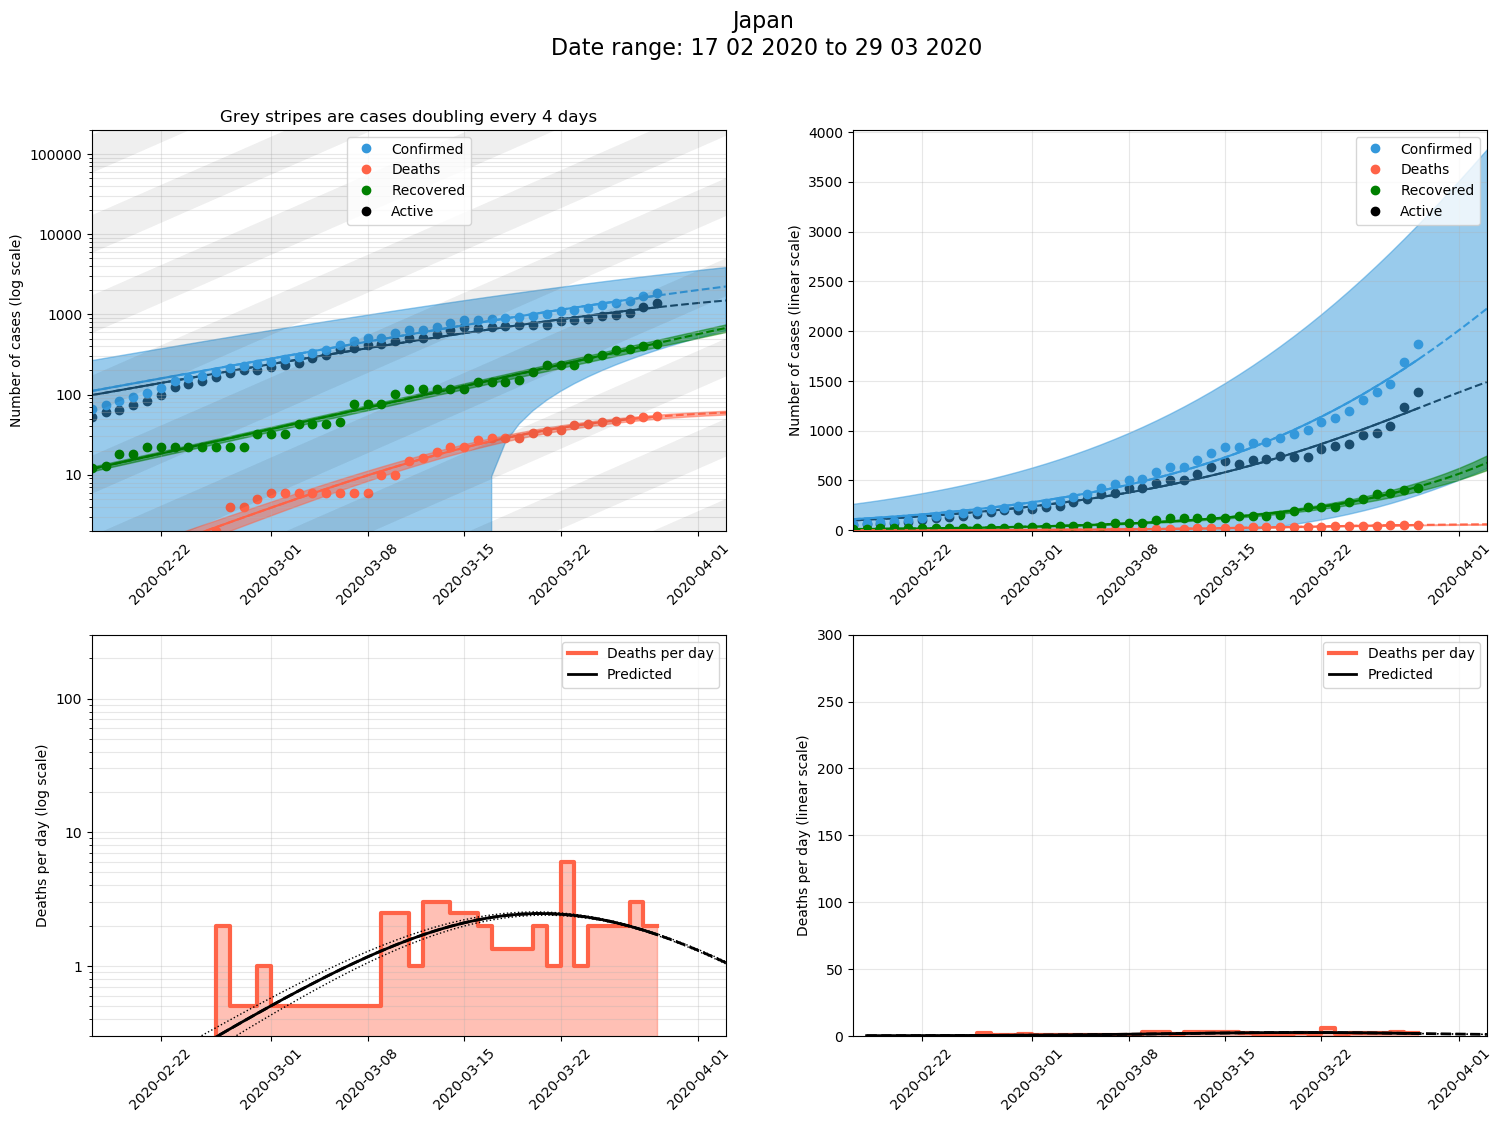 Japan
Date range: 17 02 2020 to 29 03 2020
Grey stripes are cases doubling every 4 days
Number of cases (log scale)
100000
10000
1000
100
10
Confirmed
Deaths
Recovered
Active
2020-02-22
2020-03-01
2020-03-08
2020-03-15
2020-03-22
2020-04-01
Number of cases (linear scale)
4000
3500
3000
2500
2000
1500
1000
500
0
Confirmed
Deaths
Recovered
Active
2020-02-22
2020-03-01
2020-03-08
2020-03-15
2020-03-22
2020-04-01
Deaths per day (log scale)
100
10
1
Deaths per day
Predicted
2020-02-22
2020-03-01
2020-03-08
2020-03-15
2020-03-22
2020-04-01
Deaths per day (linear scale)
300
250
200
150
100
50
0
Deaths per day
Predicted
2020-02-22
2020-03-01
2020-03-08
2020-03-15
2020-03-22
2020-04-01